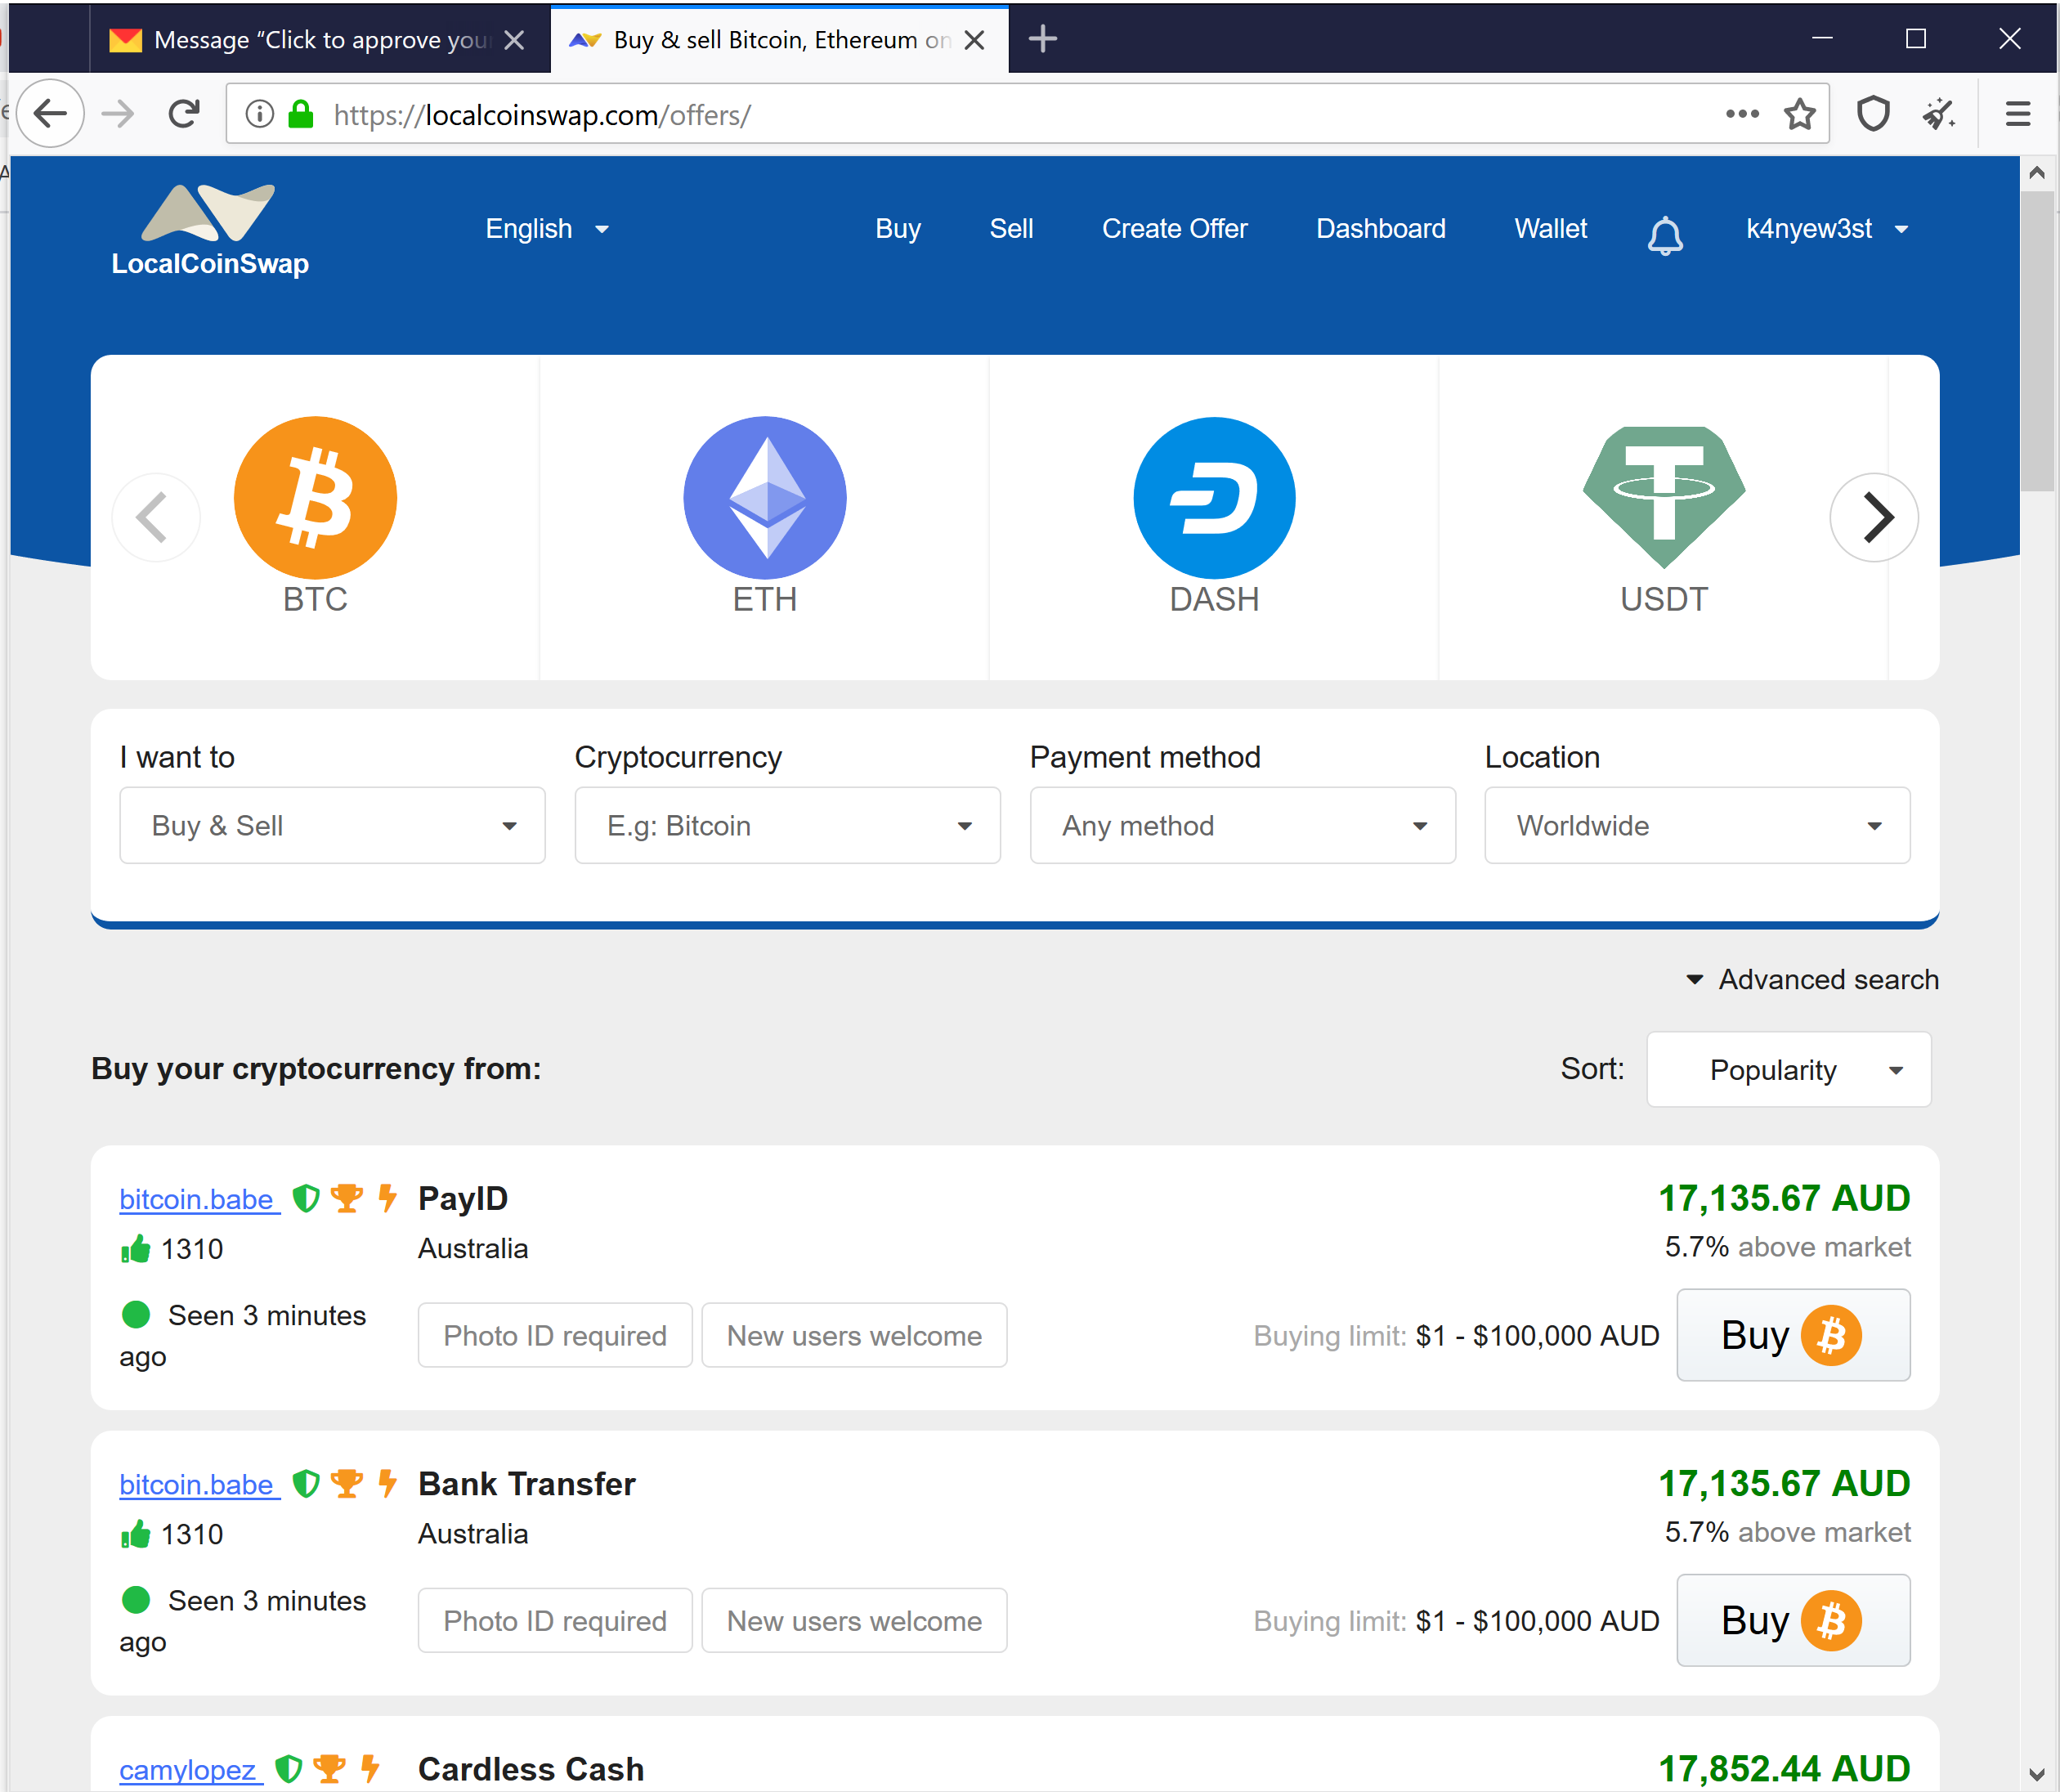 Message “Click to approve your
Buy & sell Bitcoin, Ethereum on
https://localcoinswap.com/offers/
LocalCoinSwap
English
Buy
Sell
Create Offer
Dashboard
Wallet
k4nyew3st
BTC
ETH
DASH
USDT
I want to
Cryptocurrency
Payment method
Location
Buy & Sell
E.g: Bitcoin
Any method
Worldwide
Advanced search
Buy your cryptocurrency from:
Sort:
Popularity
bitcoin.babe
PayID
17,135.67 AUD
1310
Australia
5.7% above market
Seen 3 minutes
ago
Photo ID required
New users welcome
Buying limit: $1 - $100,000 AUD
Buy
bitcoin.babe
Bank Transfer
17,135.67 AUD
1310
Australia
5.7% above market
Seen 3 minutes
ago
Photo ID required
New users welcome
Buying limit: $1 - $100,000 AUD
Buy
camylopez
Cardless Cash
17,852.44 AUD